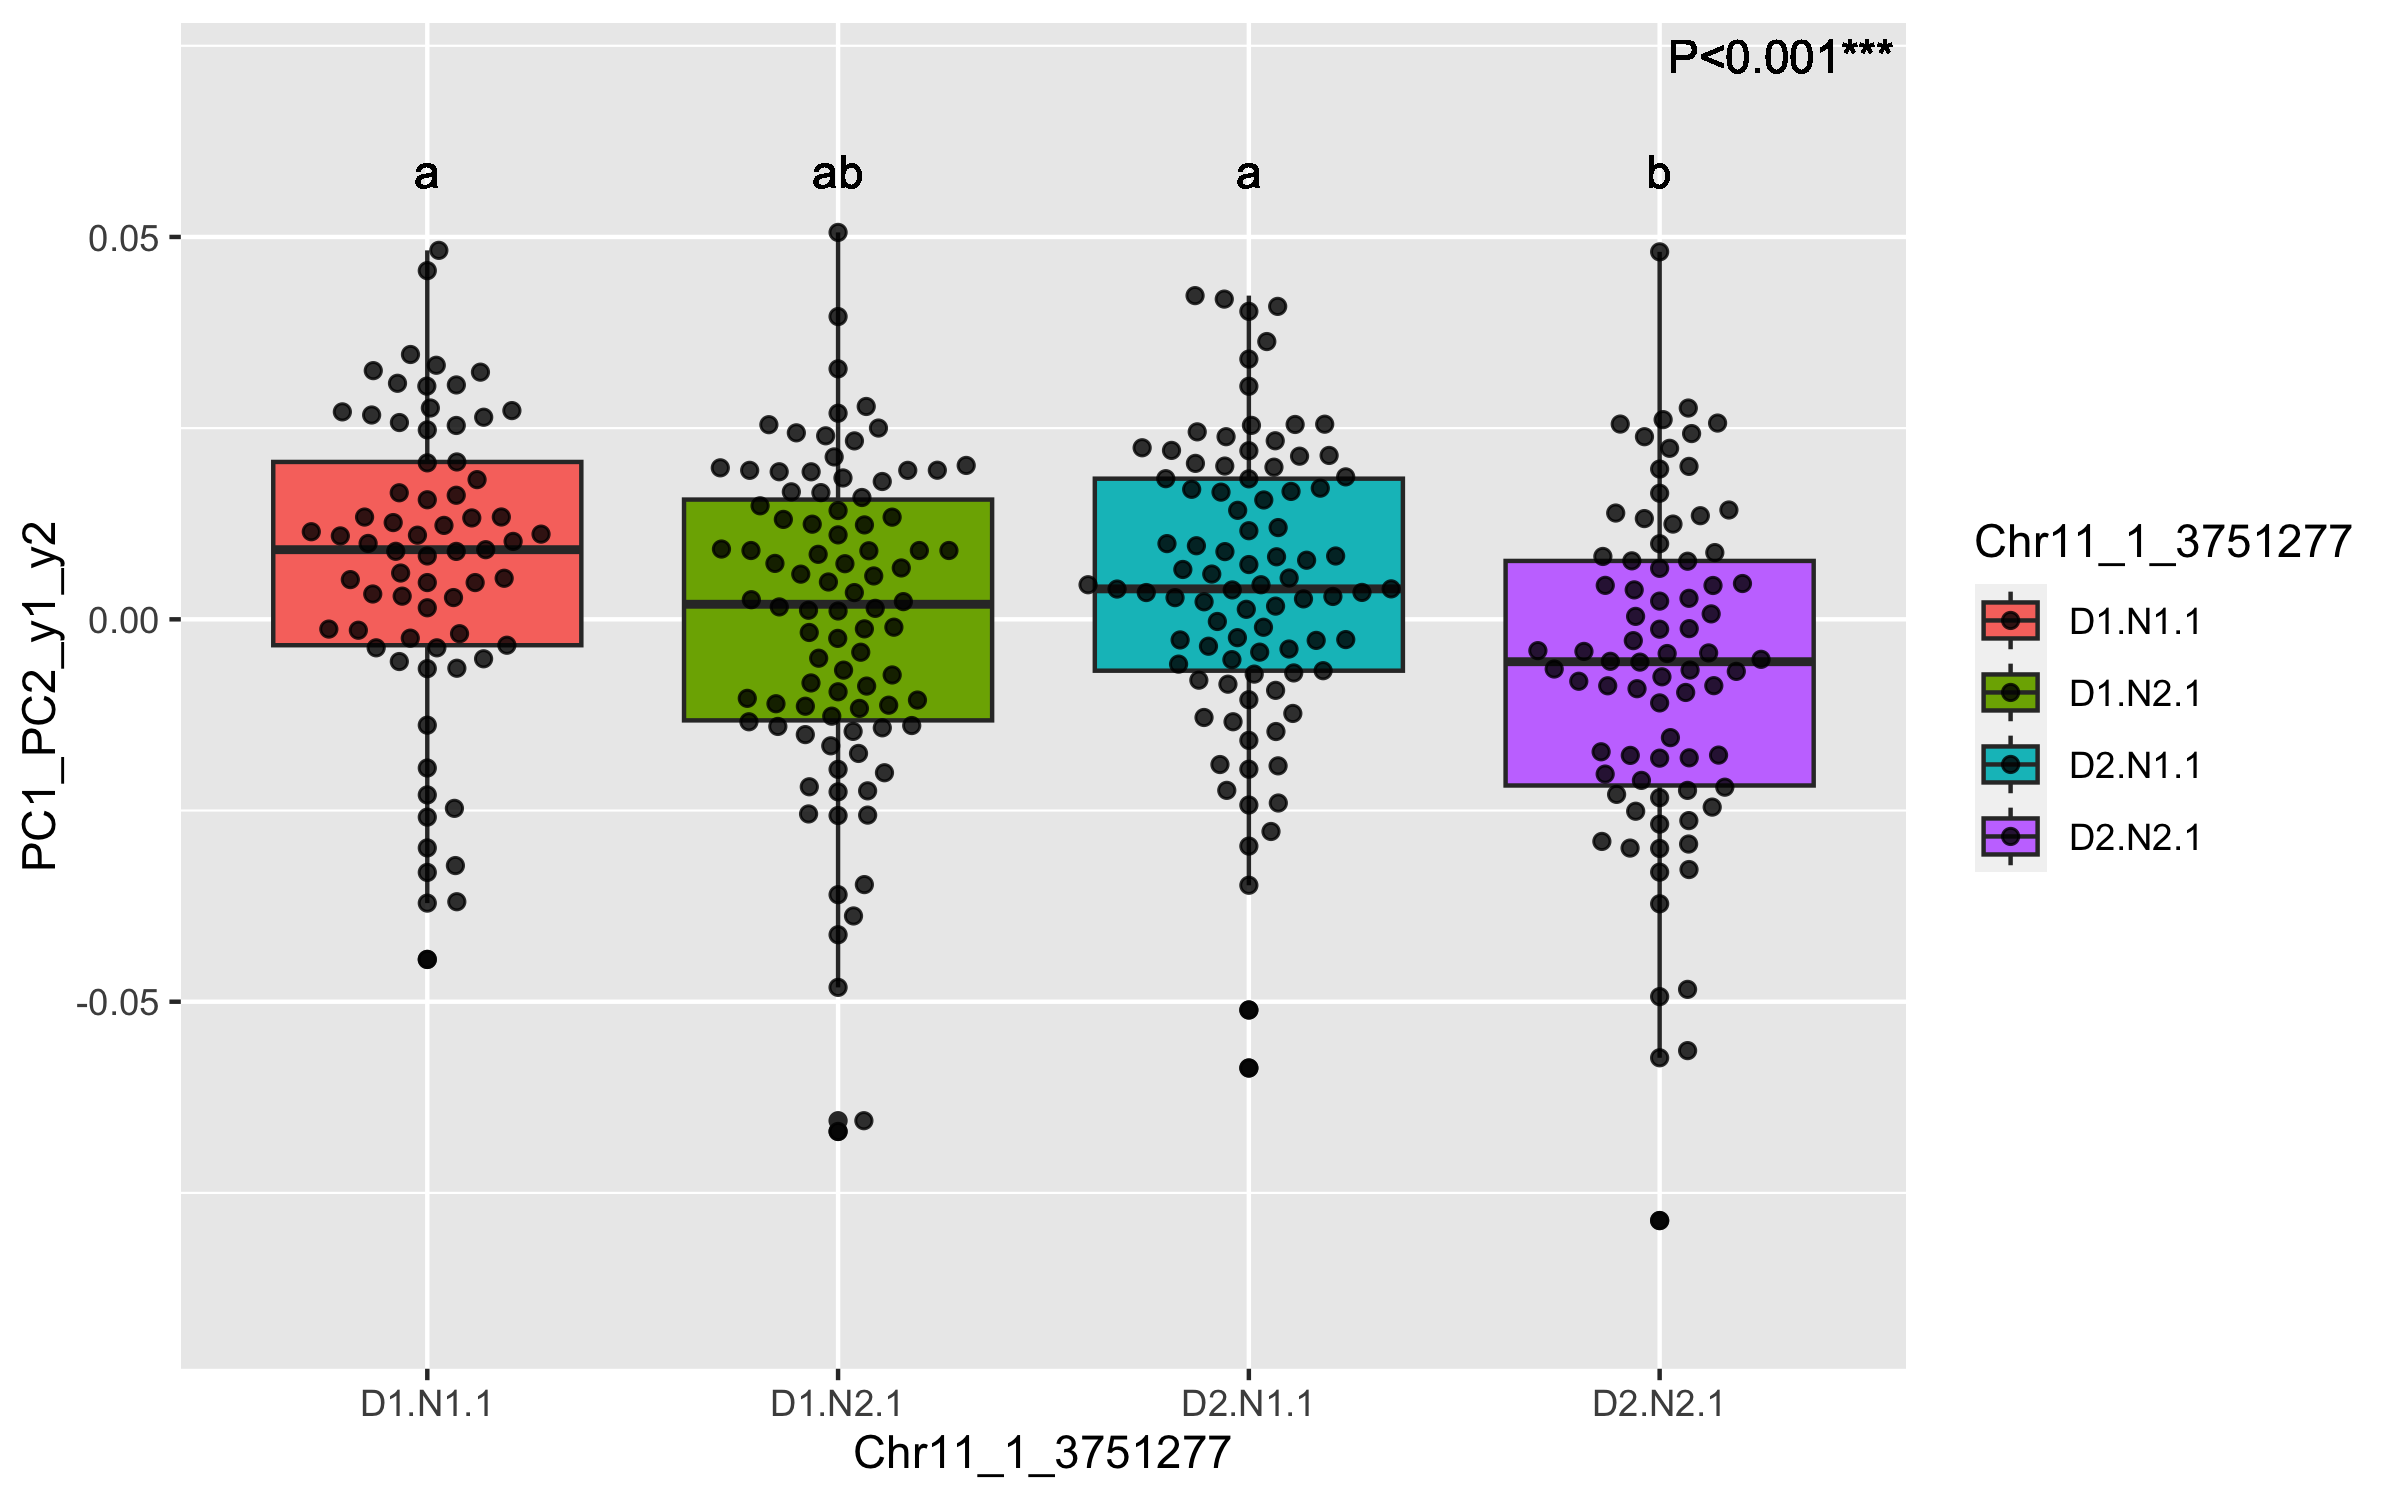 P<0.001***
a
ab
a
b
0.05
0.00
-0.05
PC1_PC2_y1_y2
D1.N1.1
D1.N2.1
D2.N1.1
D2.N2.1
Chr11_1_3751277
Chr11_1_3751277
D1.N1.1
D1.N2.1
D2.N1.1
D2.N2.1